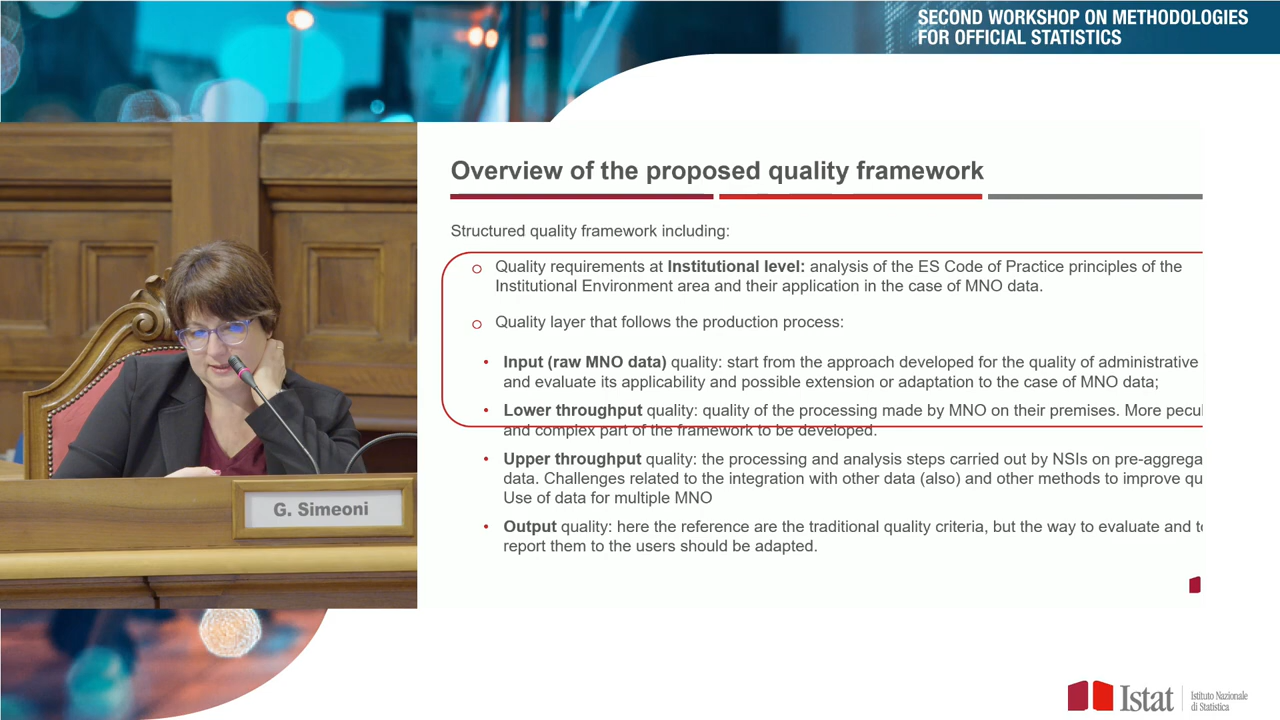 SECOND WORKSHOP ON METHODOLOGIES
FOR OFFICIAL STATISTICS
Overview of the proposed quality framework
Structured quality framework including:
Quality requirements at Institutional level: analysis of the ES Code of Practice principles of the
Institutional Environment area and their application in the case of MNO data.
Quality layer that follows the production process:
Input (raw MNO data) quality: start from the approach developed for the quality of administrative
and evaluate its applicability and possible extension or adaptation to the case of MNO data;
Lower throughput quality: quality of the processing made by MNO on their premises. More pecul
and complex part of the framework to be developed.
Upper throughput quality: the processing and analysis steps carried out by NSIs on pre-aggrega
data. Challenges related to the integration with other data (also) and other methods to improve qu
Use of data for multiple MNO
Output quality: here the reference are the traditional quality criteria, but the way to evaluate and to
report them to the users should be adapted.
G. Simeoni
Istat
Istituto Nazionale
di Statistica